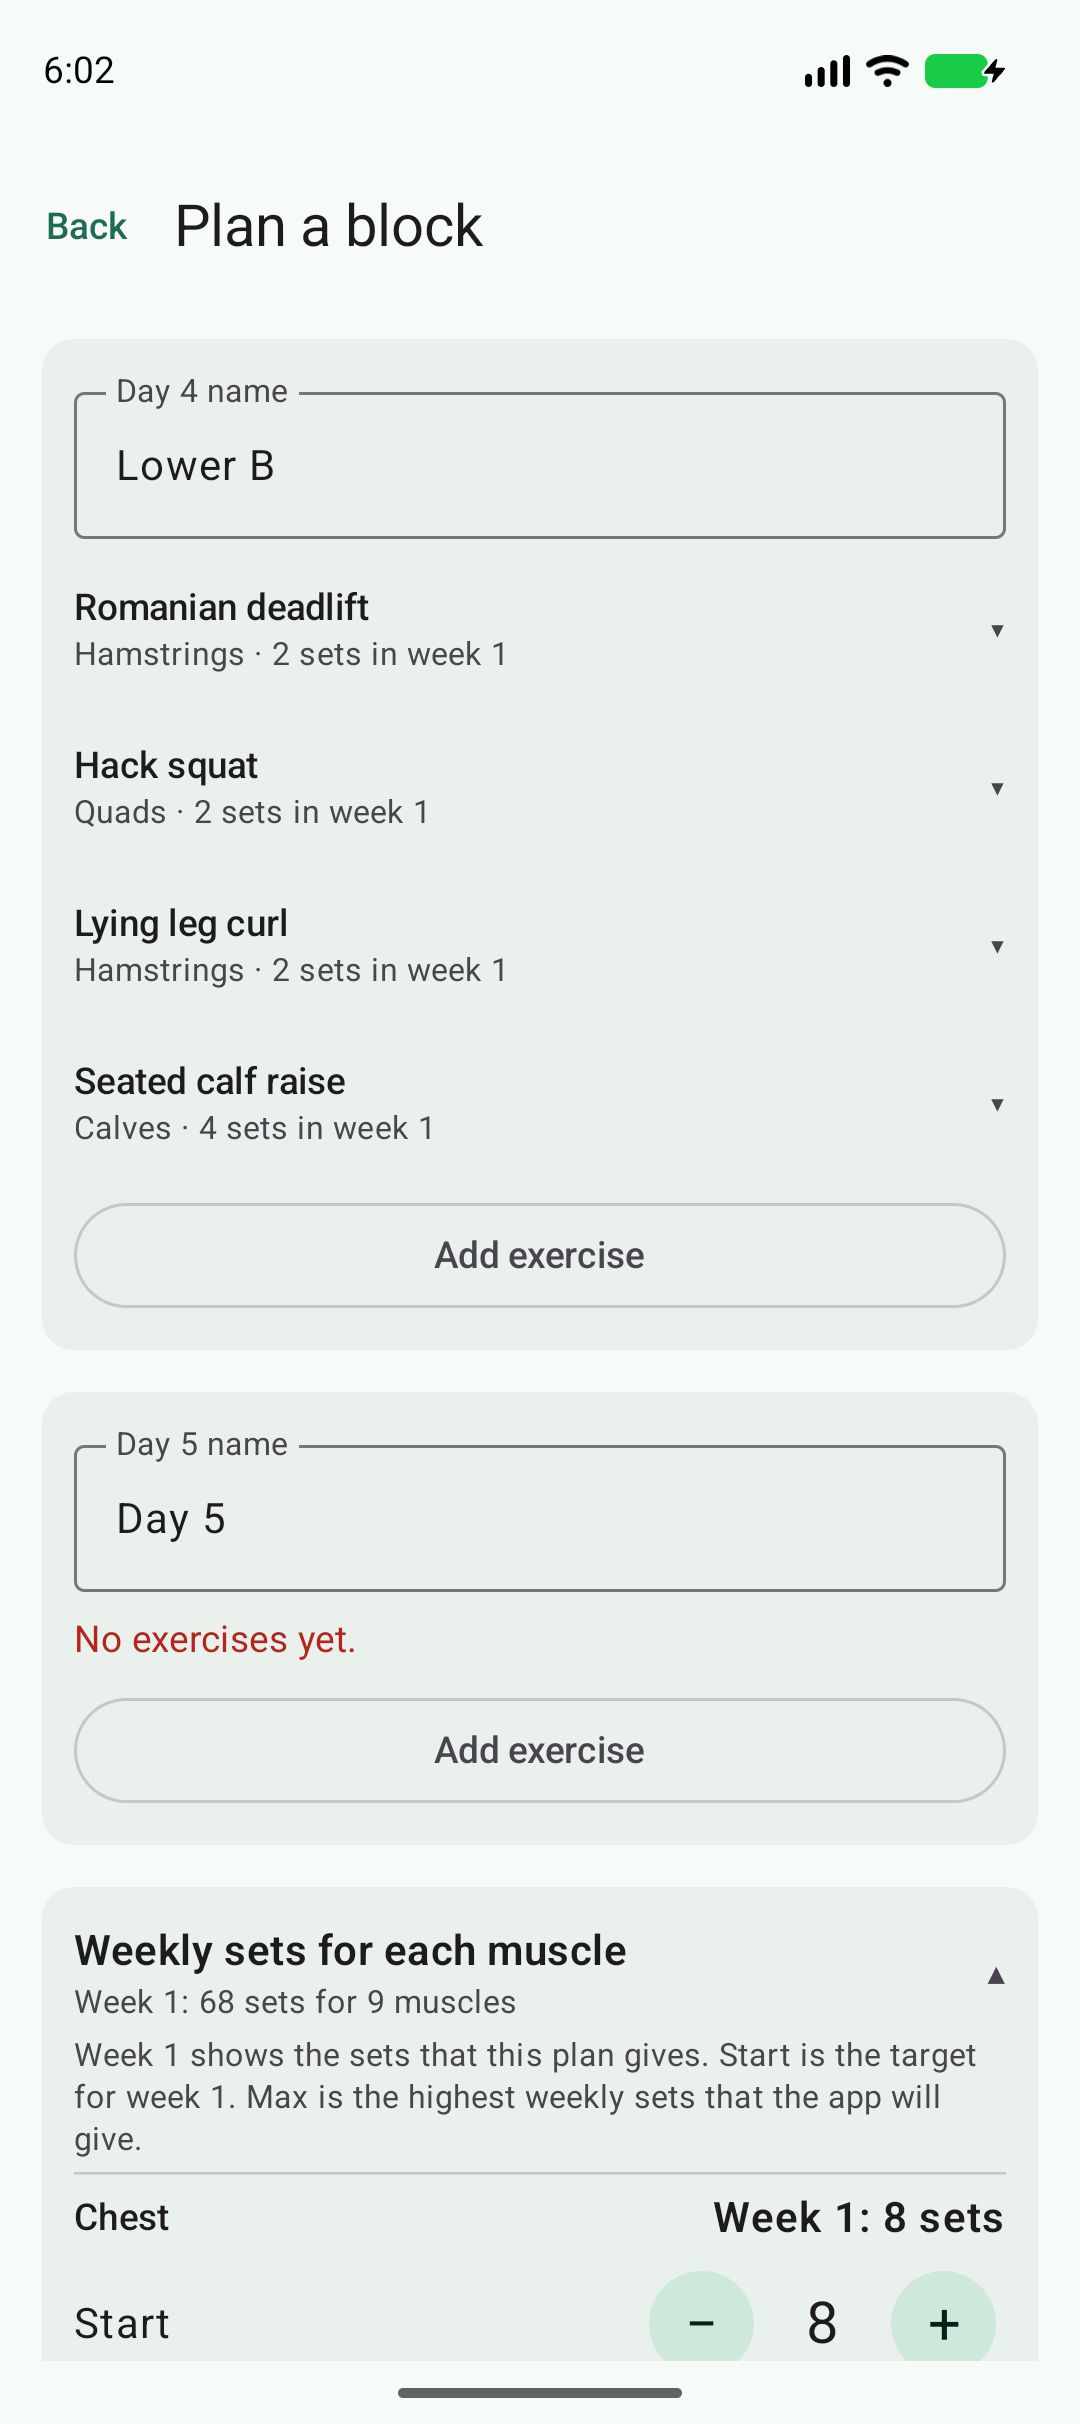 6:02
Back Plan a block
Day 4 name
Lower B
Romanian deadlift
Hamstrings · 2 sets in week 1
Hack squat
Quads · 2 sets in week 1
Lying leg curl
Hamstrings · 2 sets in week 1
Seated calf raise
Calves · 4 sets in week 1
Add exercise
Day 5 name
Day 5
No exercises yet.
Add exercise
Weekly sets for each muscle
Week 1: 68 sets for 9 muscles
Week 1 shows the sets that this plan gives. Start is the target
for week 1. Max is the highest weekly sets that the app will
give.
Chest Week 1: 8 sets
Start − 8 +